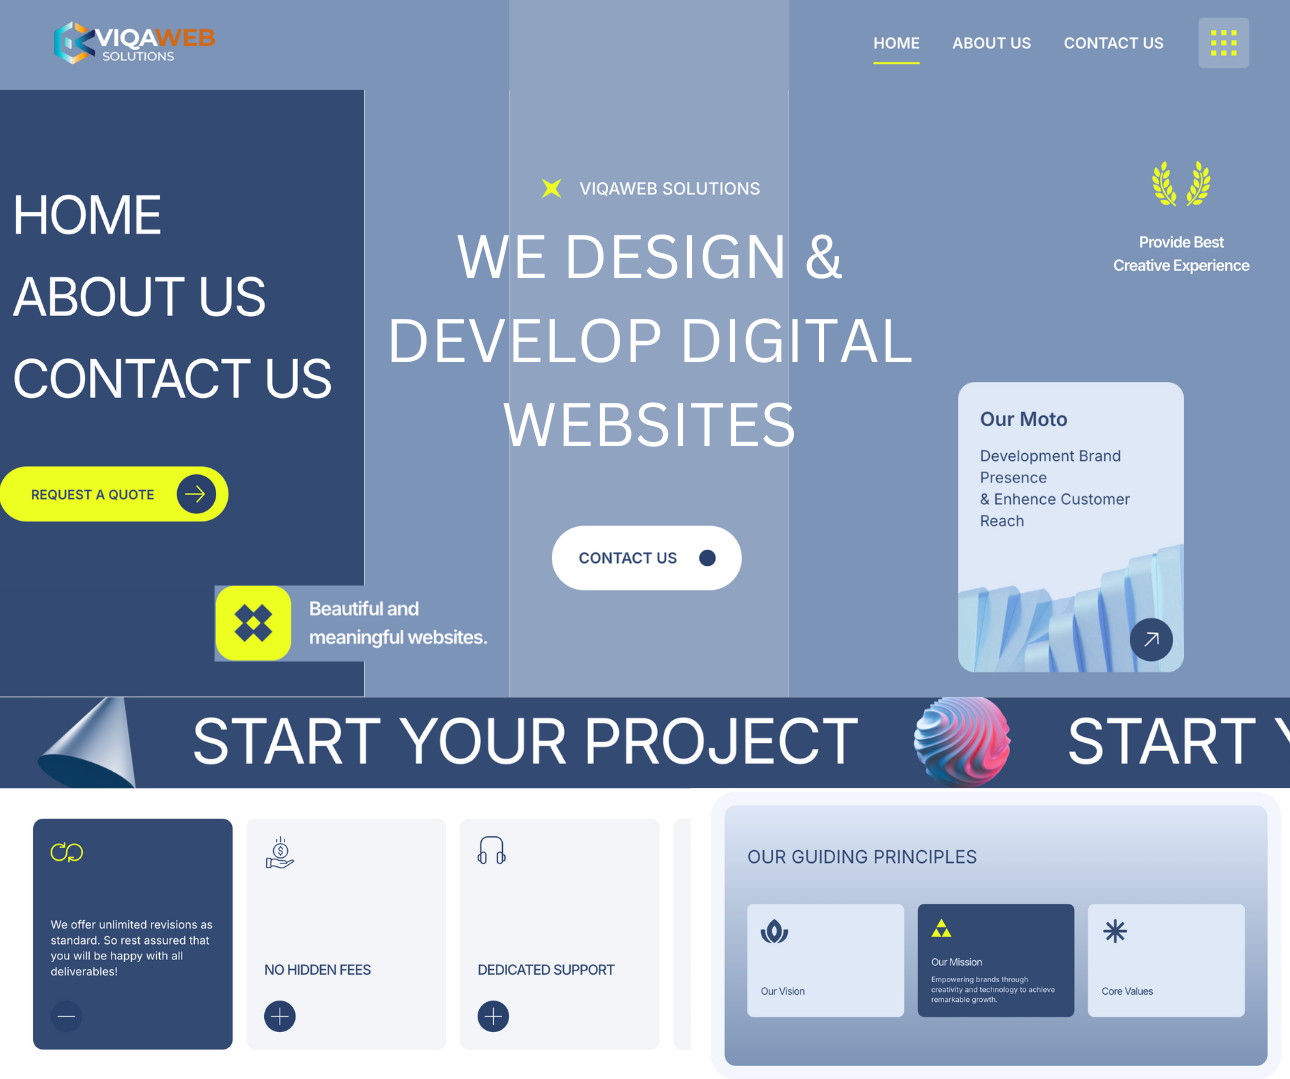 VIQAWEB
SOLUTIONS
HOME
ABOUT US
CONTACT US
HOME
ABOUT US
CONTACT US
REQUEST A QUOTE
Beautiful and
meaningful websites.
VIQAWEB SOLUTIONS
WE DESIGN &
DEVELOP DIGITAL
WEBSITES
CONTACT US
Provide Best
Creative Experience
Our Moto
Development Brand
Presence
& Enhence Customer
Reach
START YOUR PROJECT
START Y
We offer unlimited revisions as
standard. So rest assured that
you will be happy with all
deliverables!
NO HIDDEN FEES
DEDICATED SUPPORT
OUR GUIDING PRINCIPLES
Our Vision
Our Mission
Empowering brands through
creativity and technology to achieve
remarkable growth.
Core Values